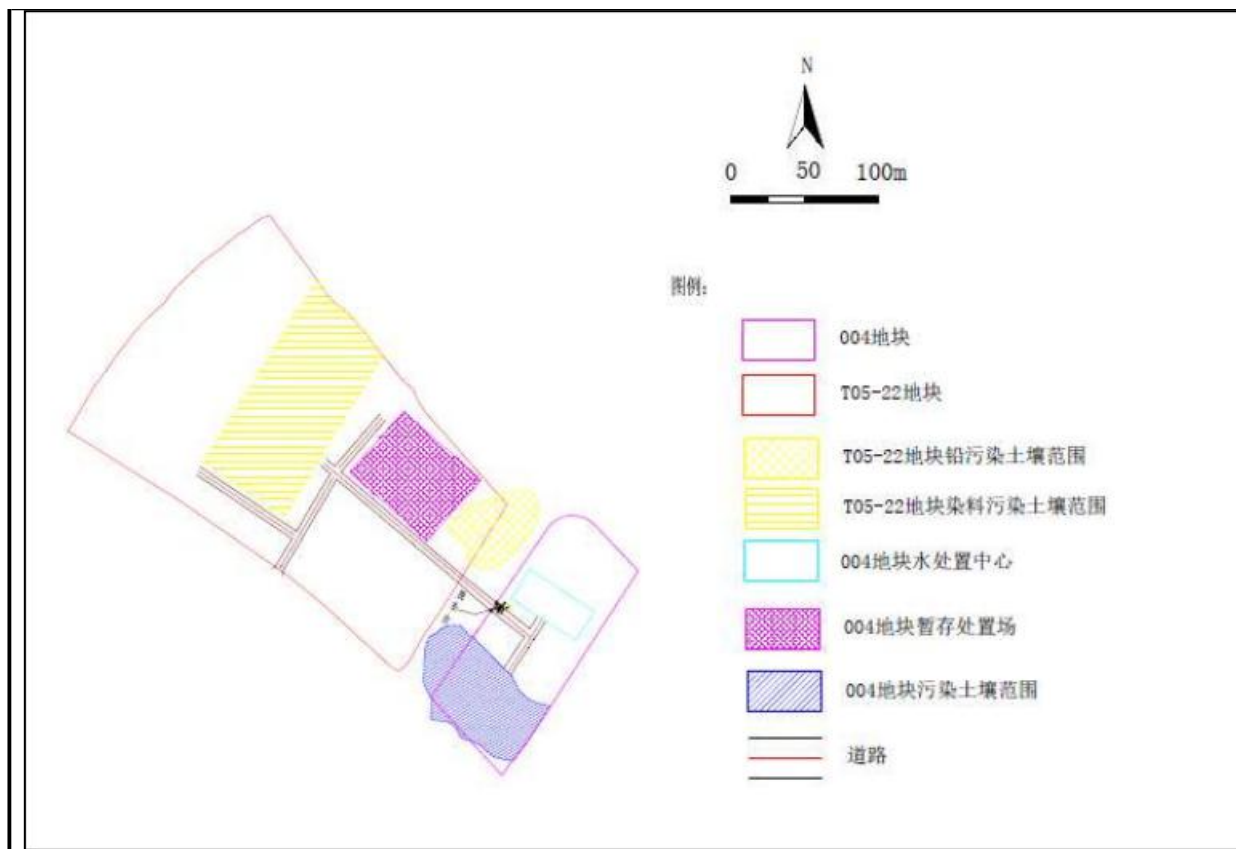 N
0 50 100m
图例:
004地块
T05-22地块
T05-22地块铅污染土壤范围
T05-22地块染料污染土壤范围
004地块水处置中心
004地块暂存处置场
004地块污染土壤范围
道路